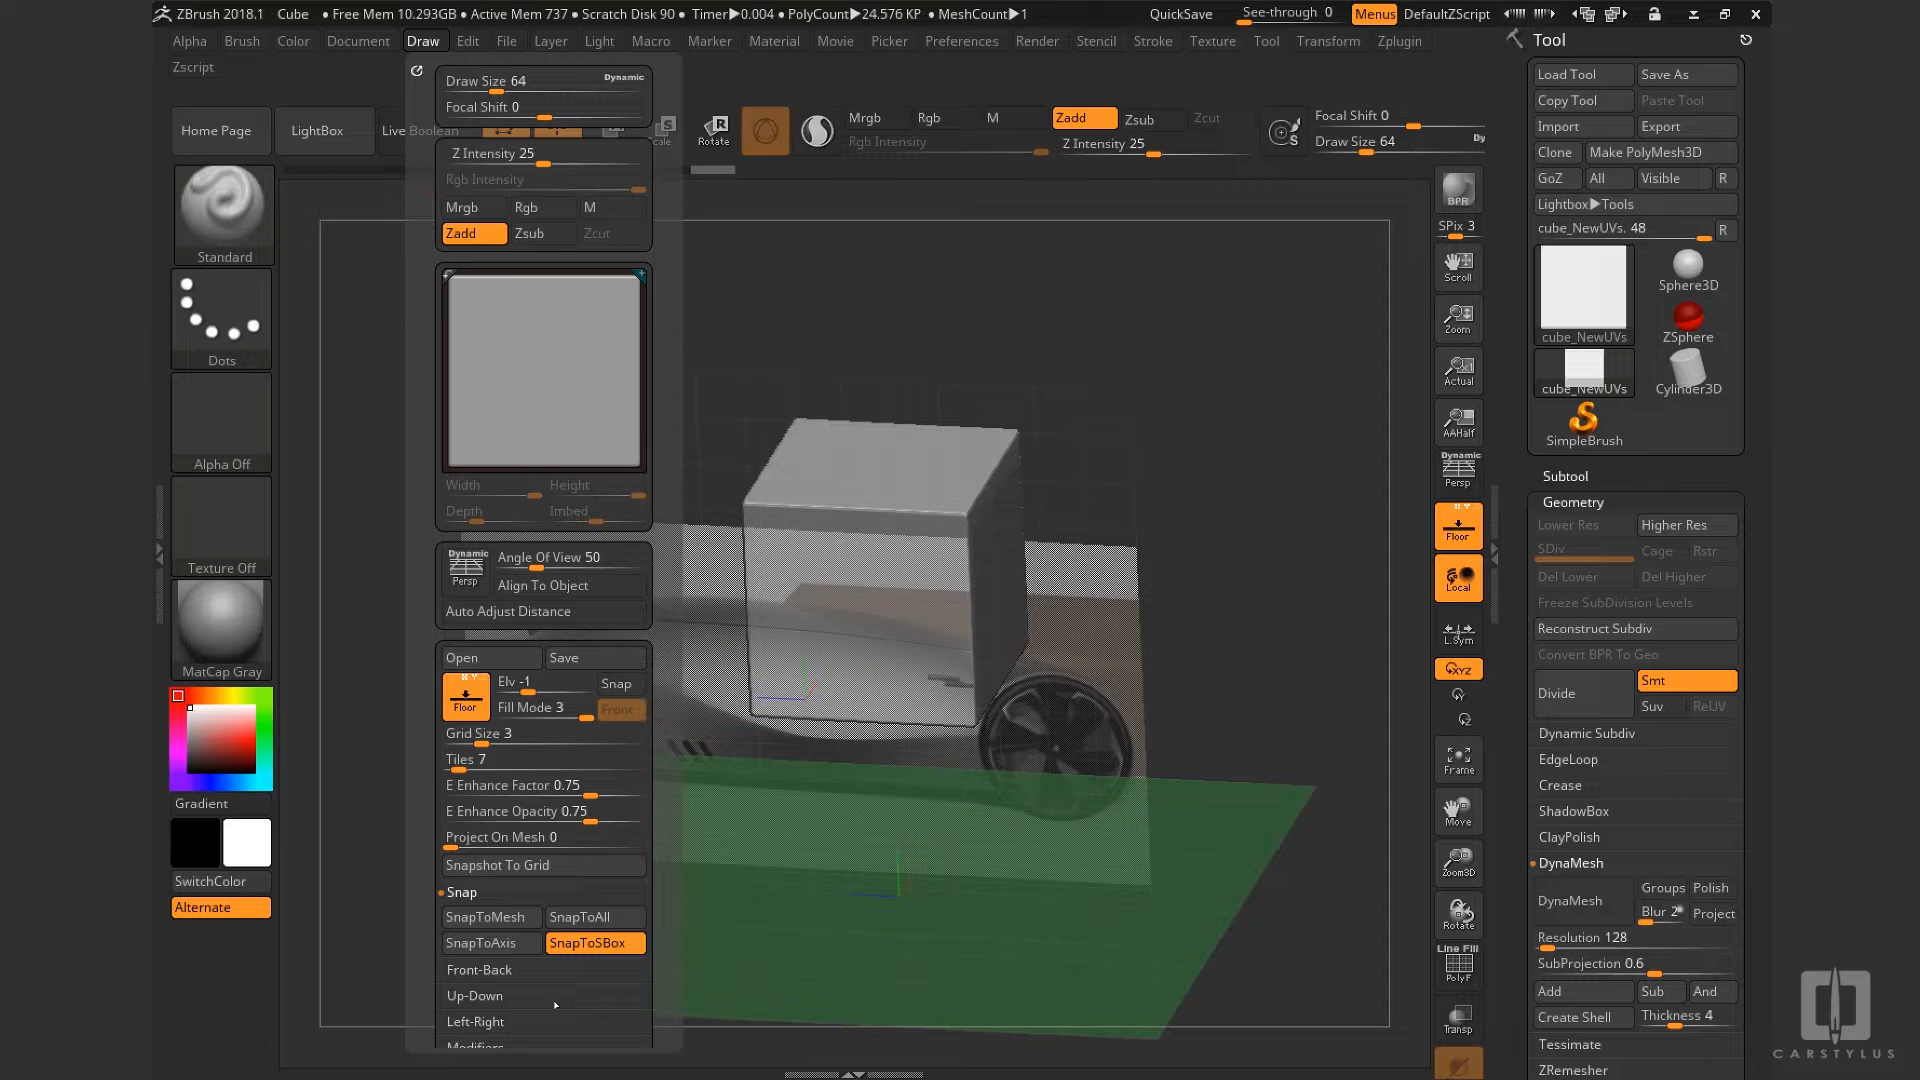 ZBrush 2018.1 Cube • Free Mem 10.293GB • Active Mem 737 • Scratch Disk 90 • Timer▶0.004 • PolyCount▶24.576 KP • MeshCount▶1 QuickSave See-through 0 Menus DefaultZScript
Alpha Brush Color Document Draw Edit File Layer Light Macro Marker Material Movie Picker Preferences Render Stencil Stroke Texture Tool Transform Zplugin
Zscript
Home Page LightBox Live Boolean
Rotate
Mrgb Rgb M Zadd Zsub Zcut
Rgb Intensity Z Intensity 25
Focal Shift 0
Draw Size 64
Standard
Dots
Alpha Off
Texture Off
MatCap Gray
Gradient
SwitchColor
Alternate
Draw Size 64 Dynamic
Focal Shift 0
Z Intensity 25
Rgb Intensity
Mrgb Rgb M
Zadd Zsub Zcut
Width Height
Depth Imbed
Dynamic
Persp
Angle Of View 50
Align To Object
Auto Adjust Distance
Open Save
Floor
Elv -1 Snap
Fill Mode 3 Front
Grid Size 3
Tiles 7
E Enhance Factor 0.75
E Enhance Opacity 0.75
Project On Mesh 0
Snapshot To Grid
Snap
SnapToMesh SnapToAll
SnapToAxis SnapToSBox
Front-Back
Up-Down
Left-Right
Modifiers
BPR
SPix 3
Scroll
Zoom
Actual
AAHalf
Dynamic
Persp
Floor
Local
L.Sym
XYZ
Frame
Move
Zoom3D
Rotate
Line Fill
PolyF
Transp
Tool
Load Tool Save As
Copy Tool Paste Tool
Import Export
Clone Make PolyMesh3D
GoZ All Visible R
Lightbox▶Tools
cube_NewUVs. 48 R
cube_NewUVs
Sphere3D
ZSphere
cube_NewUVs
Cylinder3D
SimpleBrush
Subtool
Geometry
Lower Res Higher Res
SDiv Cage Rstr
Del Lower Del Higher
Freeze SubDivision Levels
Reconstruct Subdiv
Convert BPR To Geo
Divide Smt
Suv ReUV
Dynamic Subdiv
EdgeLoop
Crease
ShadowBox
ClayPolish
DynaMesh
DynaMesh Groups Polish
Blur 2 Project
Resolution 128
SubProjection 0.6
Add Sub And
Create Shell Thickness 4
Tessimate
ZRemesher
CARSTYLUS